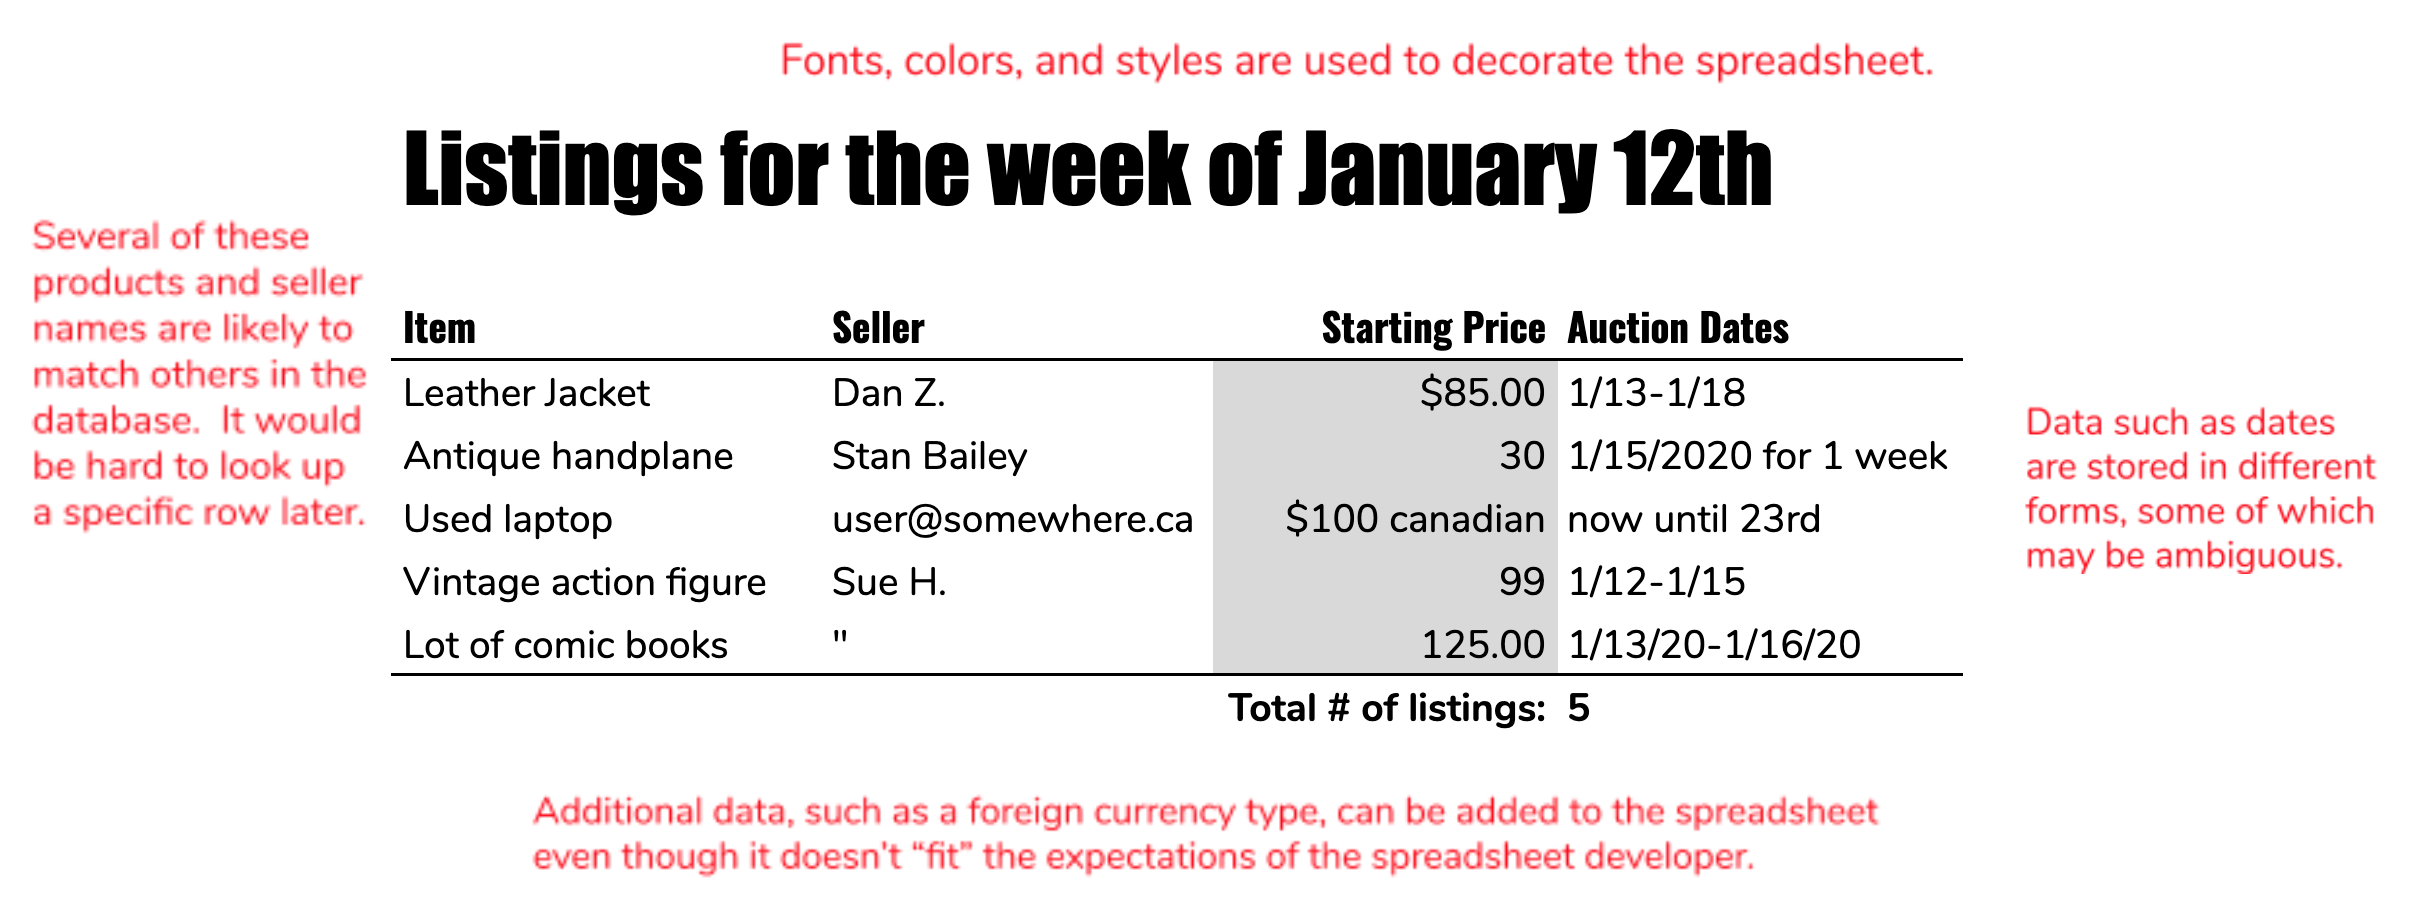 Fonts, colors, and styles are used to decorate the spreadsheet.
Listings for the week of January 12th
Several of these
products and seller
names are likely to
match others in the
database.  It would
be hard to look up
a specific row later.
Item Seller Starting Price Auction Dates
Leather Jacket Dan Z. $85.00 1/13-1/18
Antique handplane Stan Bailey 30 1/15/2020 for 1 week
Used laptop user@somewhere.ca $100 canadian now until 23rd
Vintage action figure Sue H. 99 1/12-1/15
Lot of comic books " 125.00 1/13/20-1/16/20
Total # of listings: 5
Data such as dates
are stored in different
forms, some of which
may be ambiguous.
Additional data, such as a foreign currency type, can be added to the spreadsheet
even though it doesn't “fit” the expectations of the spreadsheet developer.